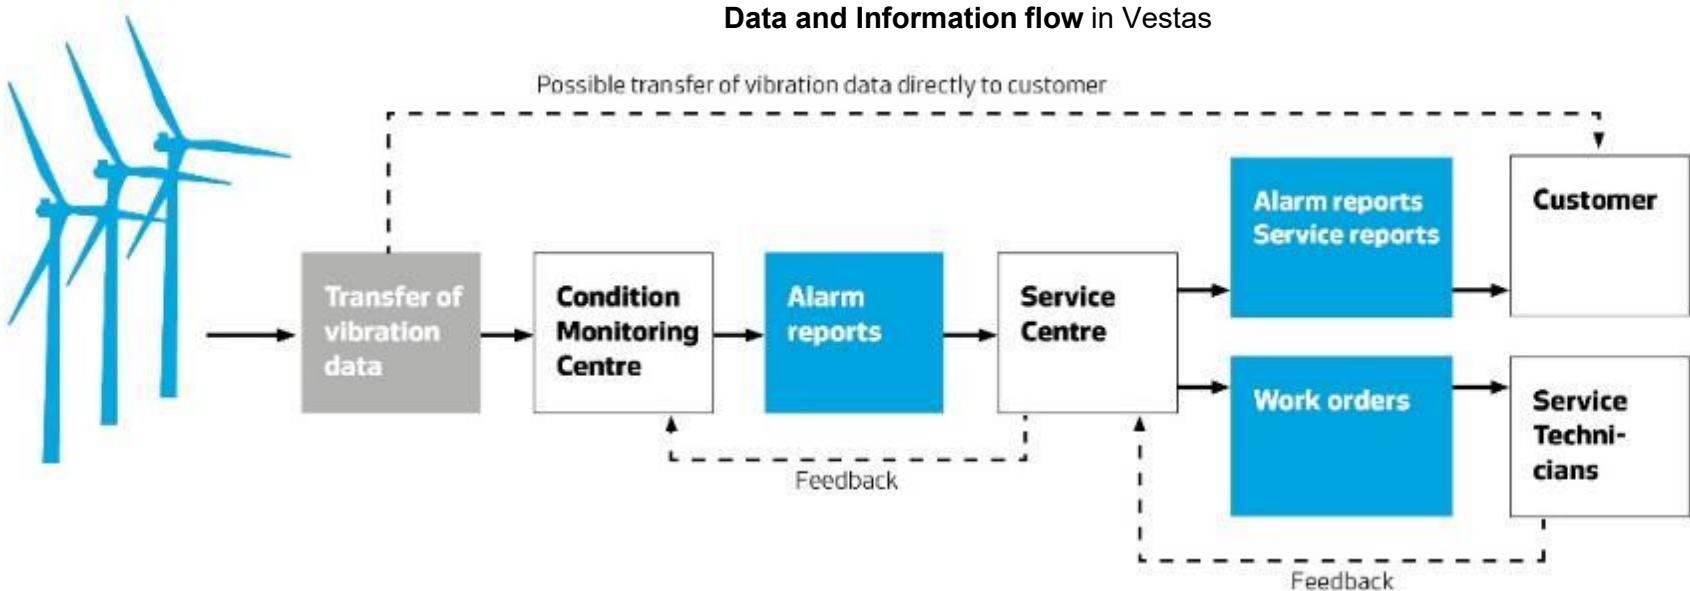 Data and Information flow in Vestas
Possible transfer of vibration data directly to customer
Transfer of
vibration
data
Condition
Monitoring
Centre
Alarm
reports
Service
Centre
Alarm reports
Service reports
Customer
Work orders
Service
Techni-
cians
Feedback
Feedback